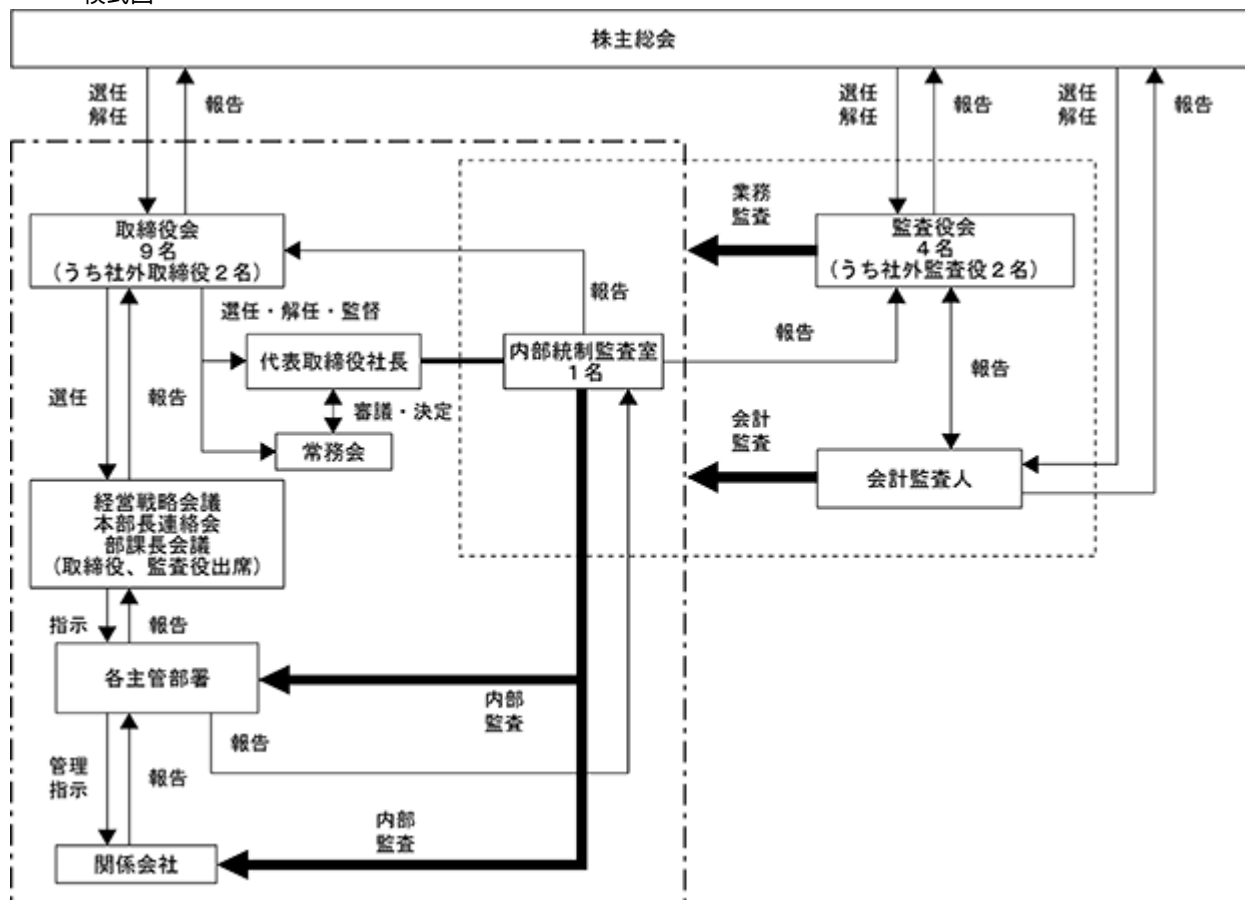 模式図
株主総会
選任
解任
報告
選任
解任
報告
選任
解任
報告
取締役会
９名
（うち社外取締役２名）
業務
監査
監査役会
４名
（うち社外監査役２名）
報告
選任・解任・監督
代表取締役社長
内部統制監査室
１名
報告
報告
選任
報告
審議・決定
常務会
会計
監査
会計監査人
経営戦略会議
本部長連絡会
部課長会議
（取締役、監査役出席）
指示
報告
各主管部署
内部
監査
報告
管理
指示
報告
内部
監査
関係会社